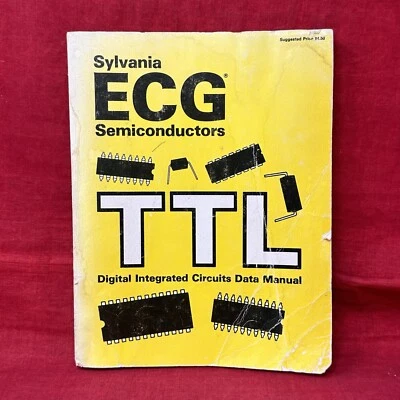 Suggested Price $1.50
Sylvania
ECG®
Semiconductors
TTL
Digital Integrated Circuits Data Manual